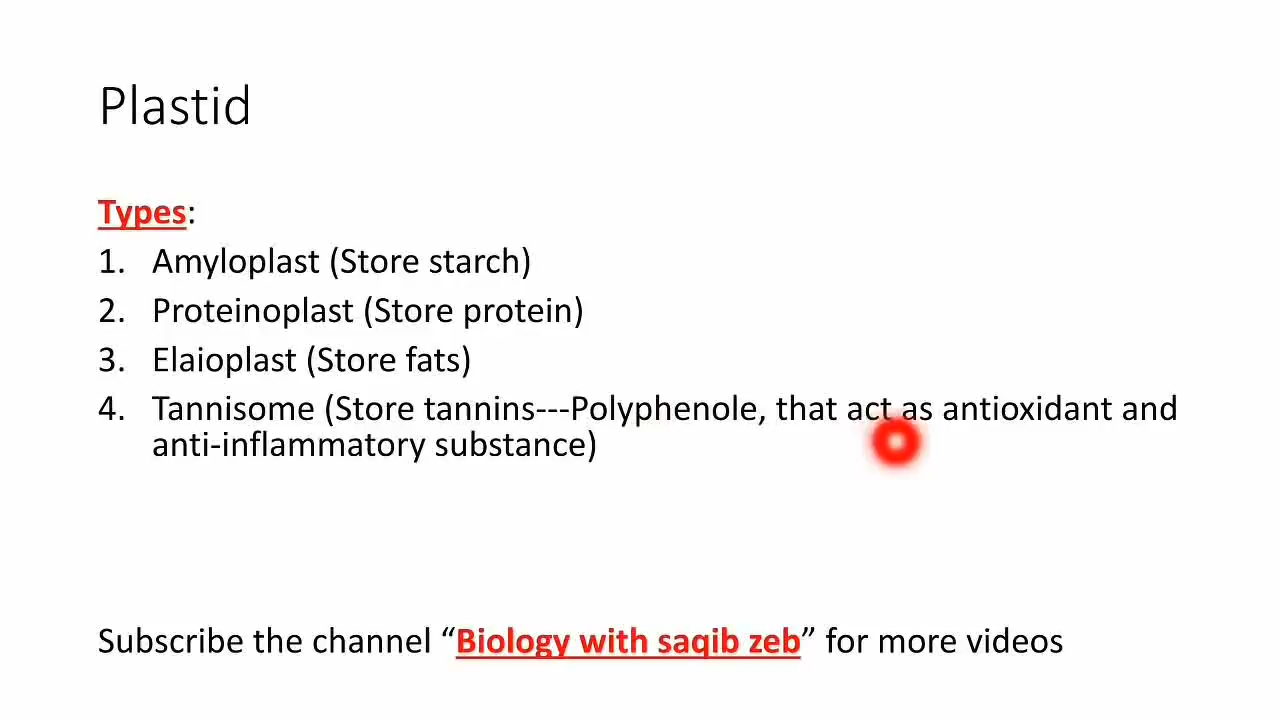 Plastid
Types:
1. Amyloplast (Store starch)
2. Proteinoplast (Store protein)
3. Elaioplast (Store fats)
4. Tannisome (Store tannins---Polyphenole, that act as antioxidant and
anti-inflammatory substance)
Subscribe the channel “Biology with saqib zeb” for more videos